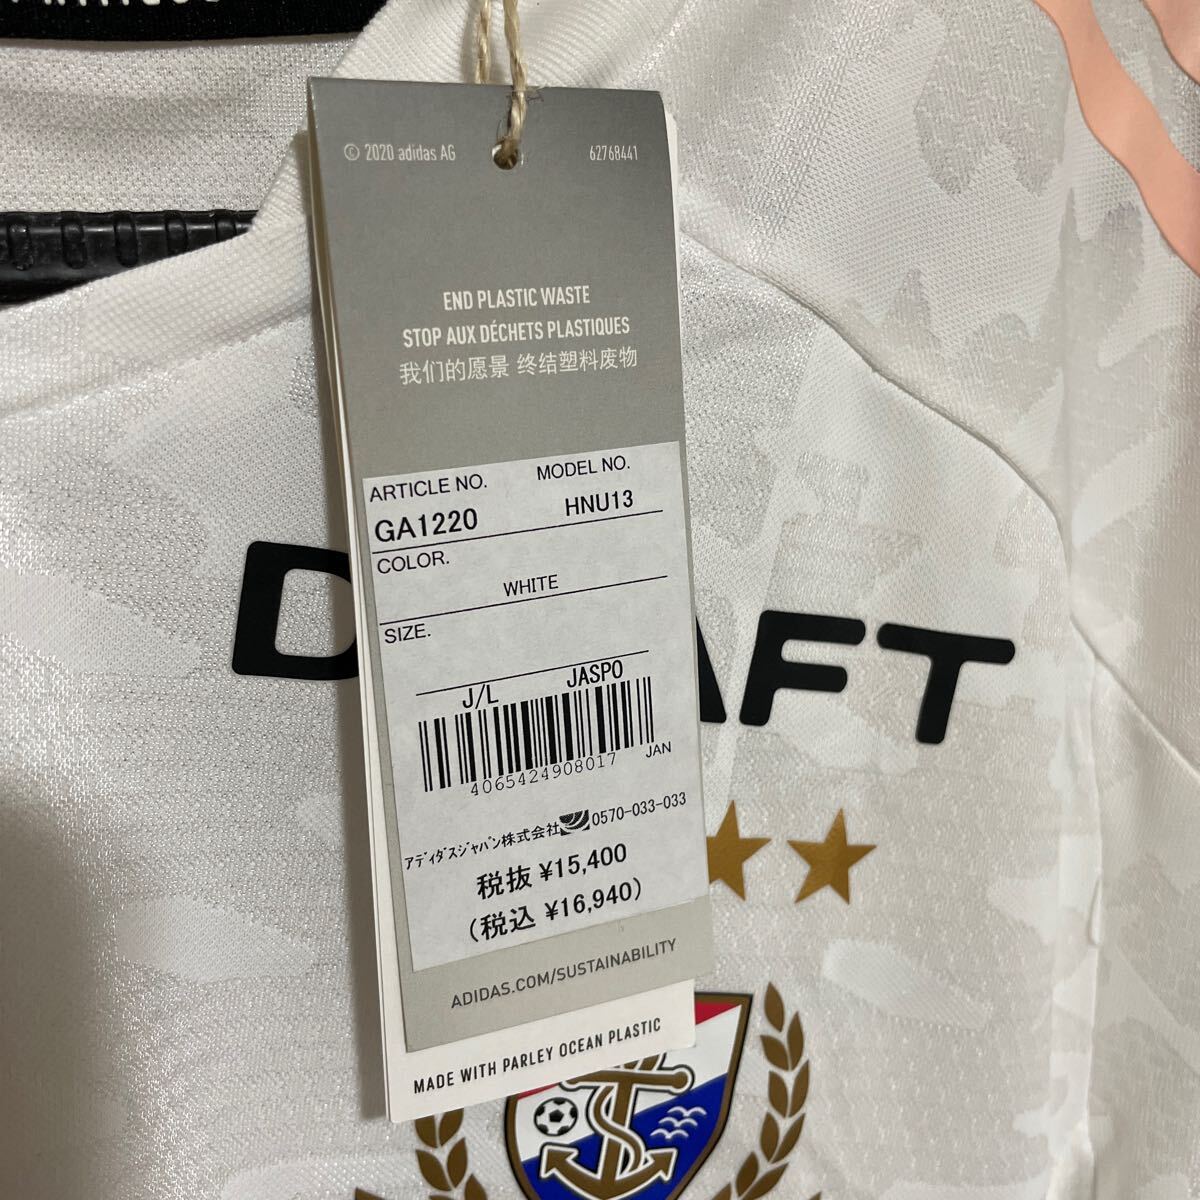 © 2020 adidas AG 62768441
END PLASTIC WASTE
STOP AUX DÉCHETS PLASTIQUES
我们的愿景 终结塑料废物
ARTICLE NO. MODEL NO.
GA1220 HNU13
COLOR.
WHITE
SIZE.
J/L JASPO
4065424908017 JAN
アディダスジャパン株式会社 0570-033-033
税抜 ¥15,400
(税込 ¥16,940)
ADIDAS.COM/SUSTAINABILITY
MADE WITH PARLEY OCEAN PLASTIC
D AFT